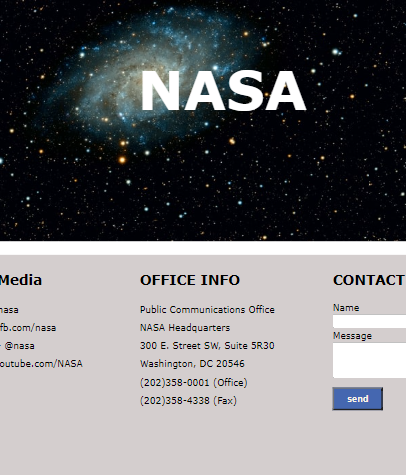 NASA
Media
nasa
fb.com/nasa
@nasa
outube.com/NASA
OFFICE INFO
Public Communications Office
NASA Headquarters
300 E. Street SW, Suite 5R30
Washington, DC 20546
(202)358-0001 (Office)
(202)358-4338 (Fax)
CONTACT
Name
Message
send